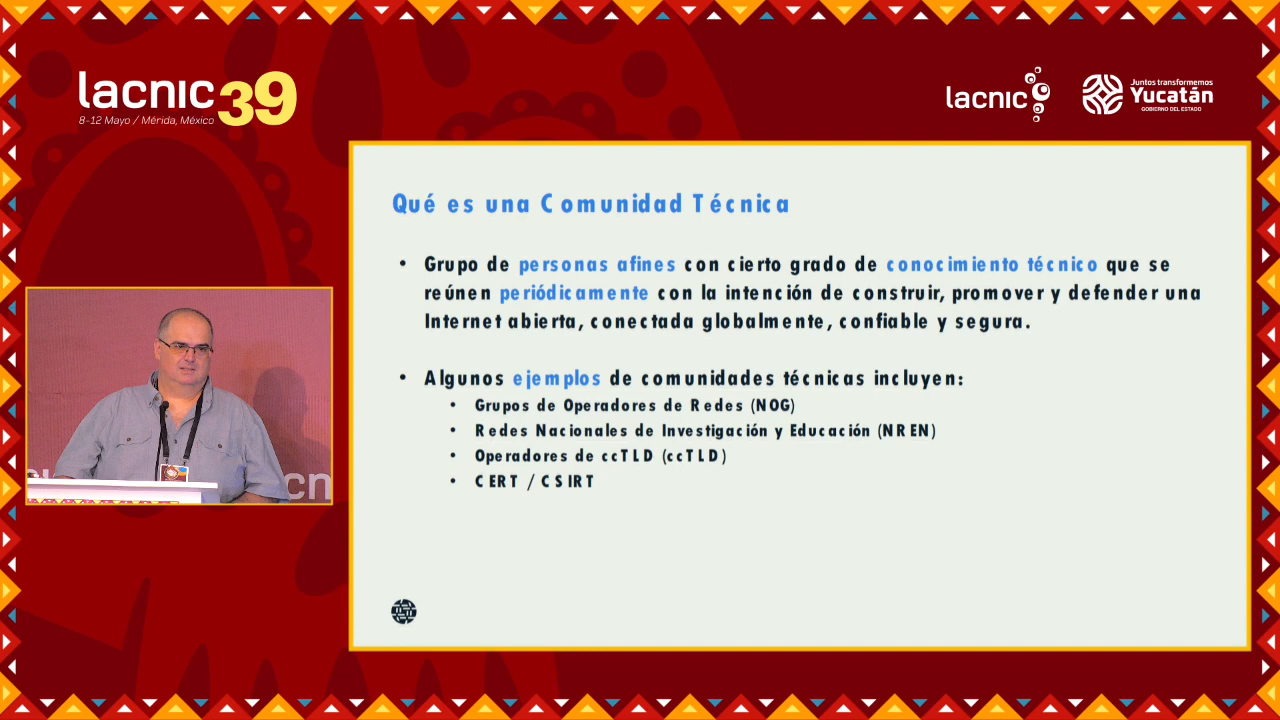 lacnic 39
8-12 Mayo / Mérida, México
lacnic
Juntos transformemos
Yucatán
GOBIERNO DEL ESTADO
Qué es una Comunidad Técnica
• Grupo de personas afines con cierto grado de conocimiento técnico que se
reúnen periódicamente con la intención de construir, promover y defender una
Internet abierta, conectada globalmente, confiable y segura.
• Algunos ejemplos de comunidades técnicas incluyen:
• Grupos de Operadores de Redes (NOG)
• Redes Nacionales de Investigación y Educación (NREN)
• Operadores de ccTLD (ccTLD)
• CERT / CSIRT
cn